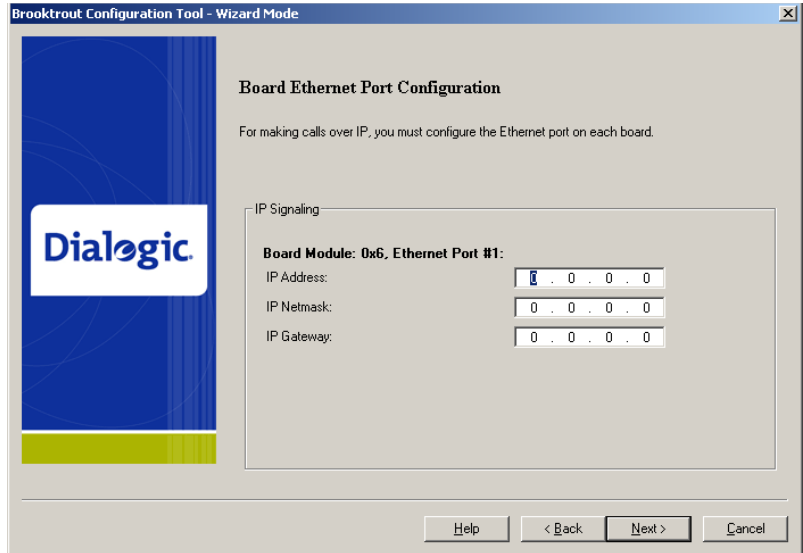 Brooktrout Configuration Tool - Wizard Mode
Board Ethernet Port Configuration
For making calls over IP, you must configure the Ethernet port on each board.
Dialogic.
IP Signaling
Board Module: 0x6, Ethernet Port #1:
IP Address: 0 . 0 . 0 . 0
IP Netmask: 0 . 0 . 0 . 0
IP Gateway: 0 . 0 . 0 . 0
Help < Back Next > Cancel